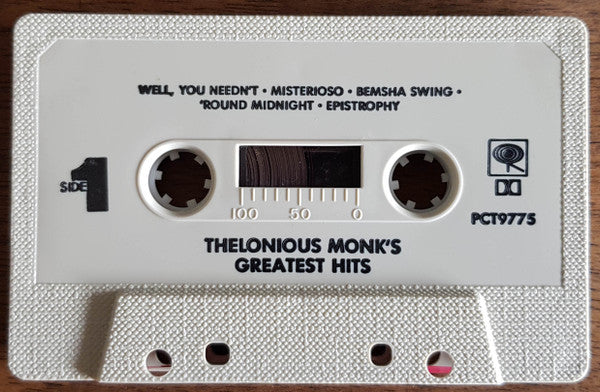 WELL, YOU NEEDN'T • MISTERIOSO • BEMSHA SWING •
'ROUND MIDNIGHT • EPISTROPHY
SIDE 1
100 50 0
PCT9775
THELONIOUS MONK'S
GREATEST HITS